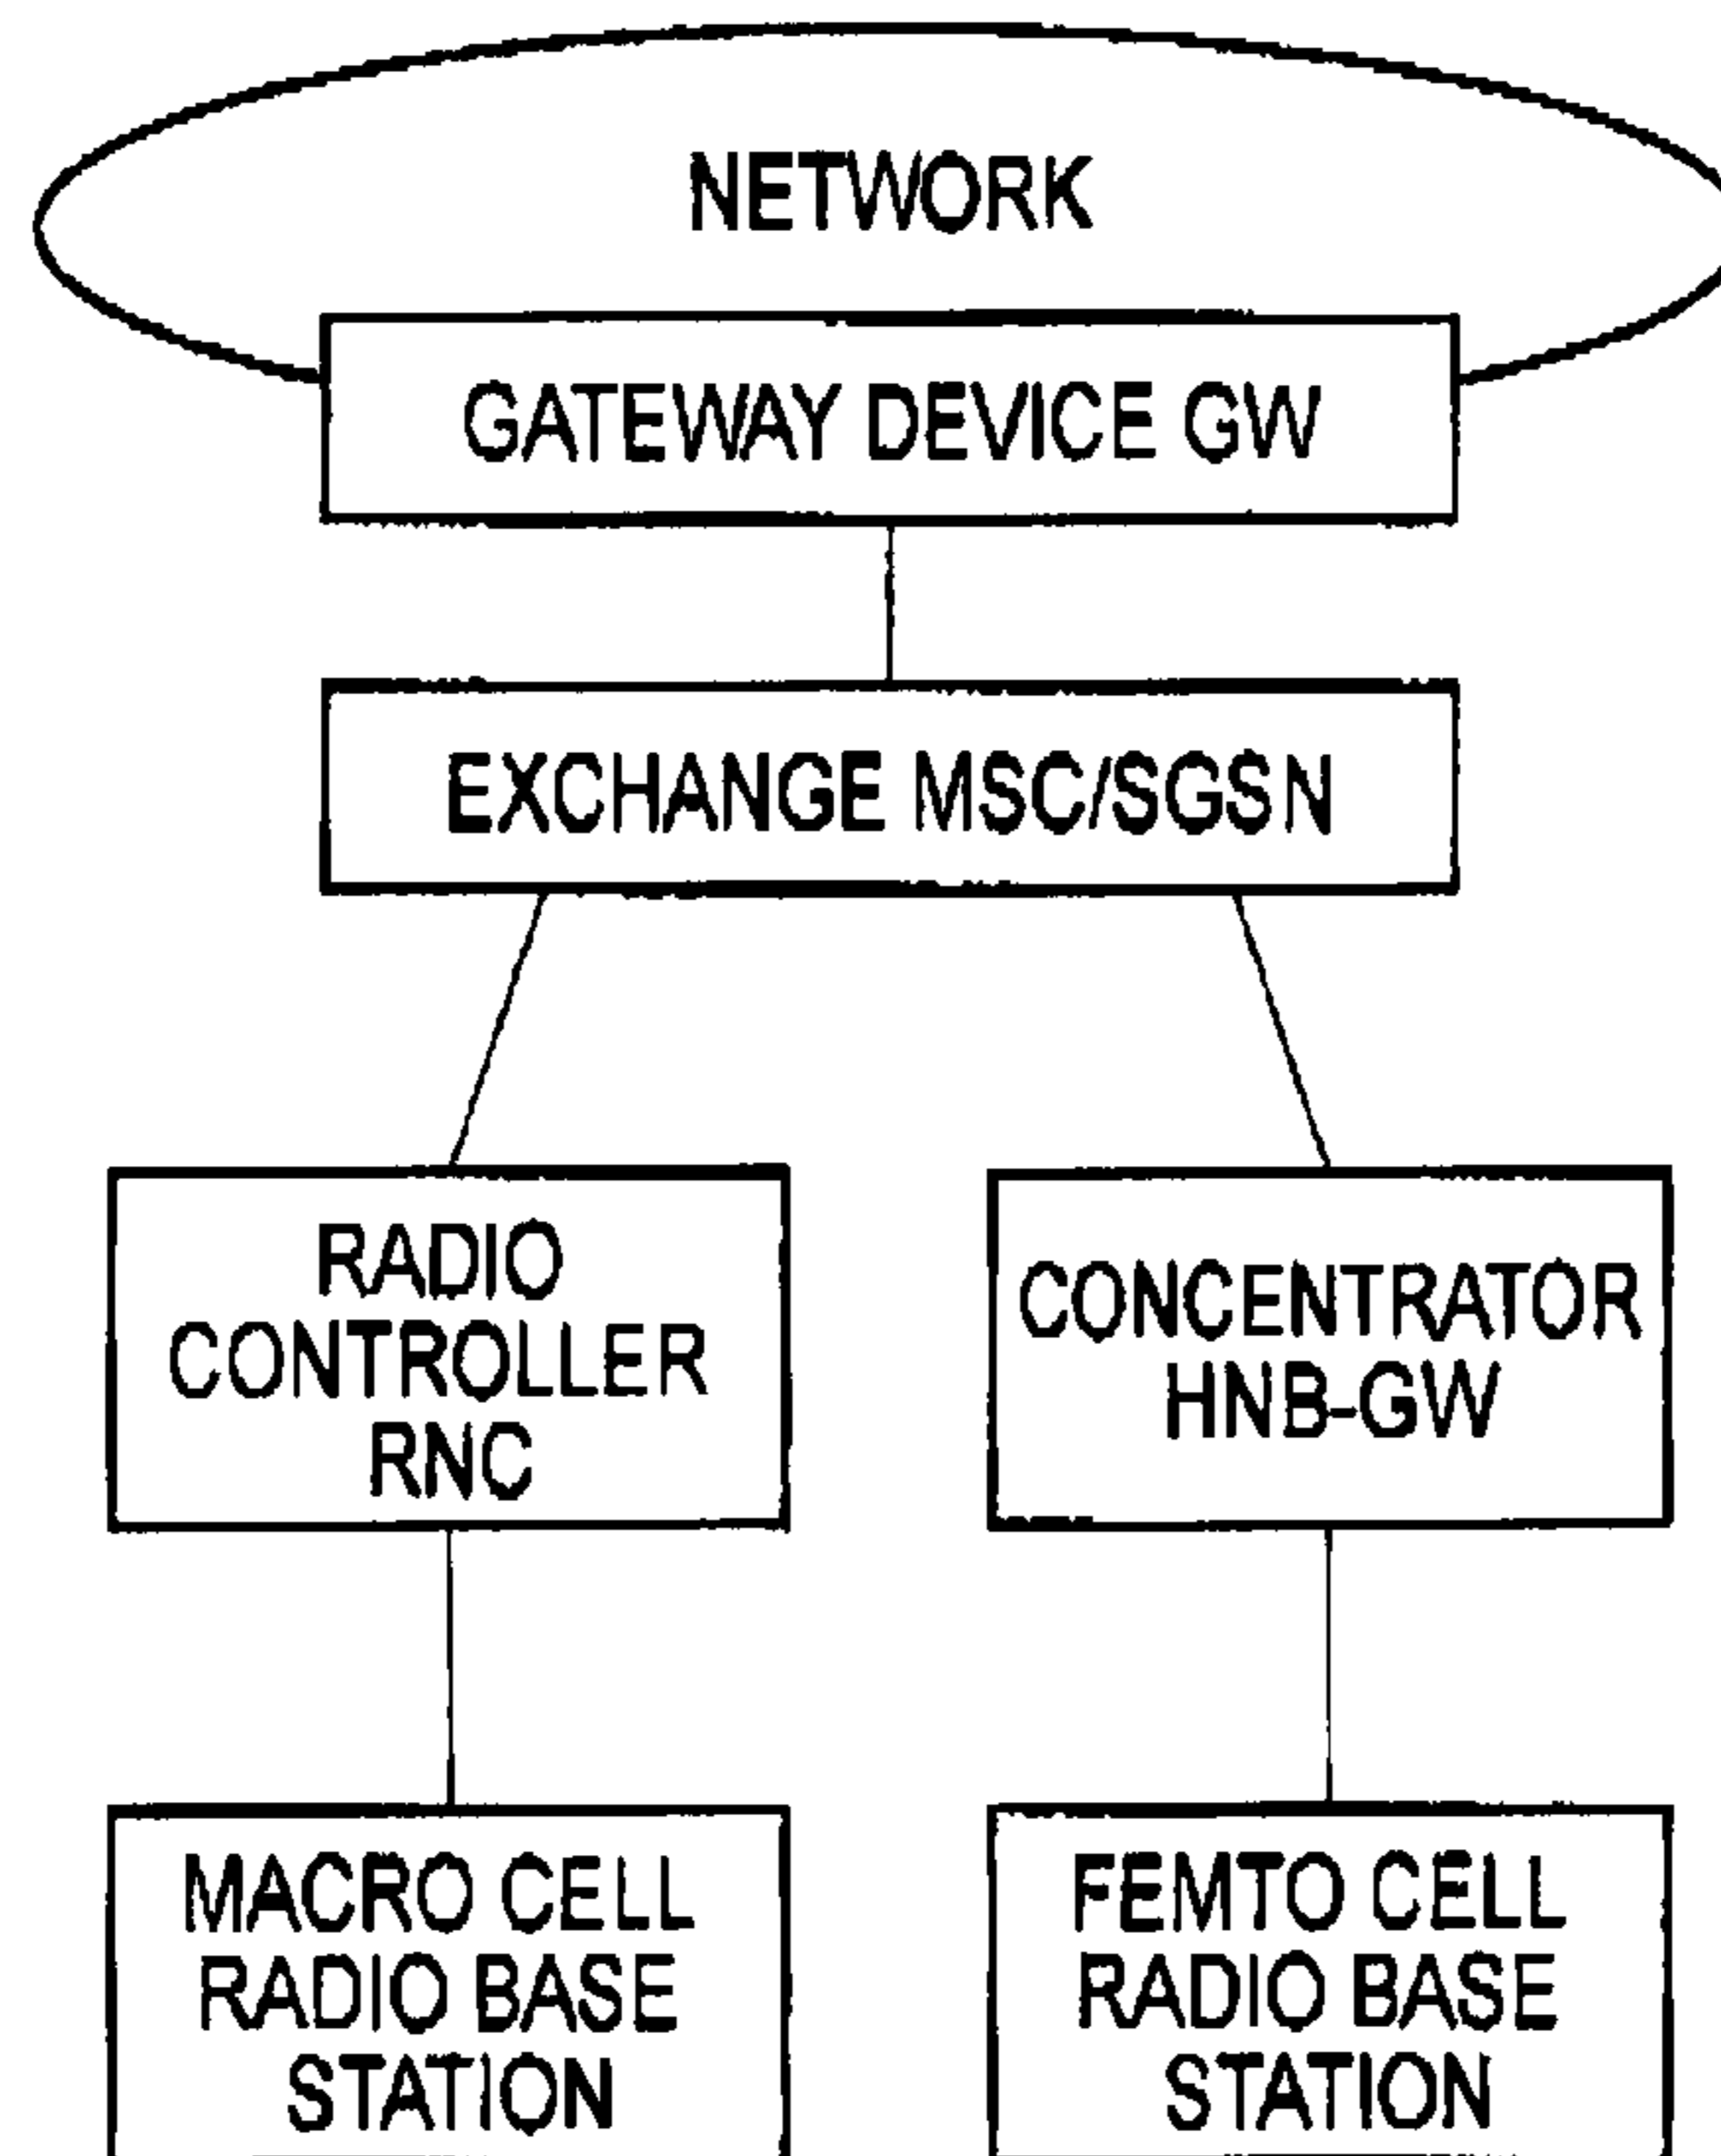 NETWORK
GATEWAY DEVICE GW
EXCHANGE MSC/SGSN
RADIO
CONTROLLER
RNC
CONCENTRATOR
HNB-GW
MACRO CELL
RADIO BASE
STATION
FEMTO CELL
RADIO BASE
STATION